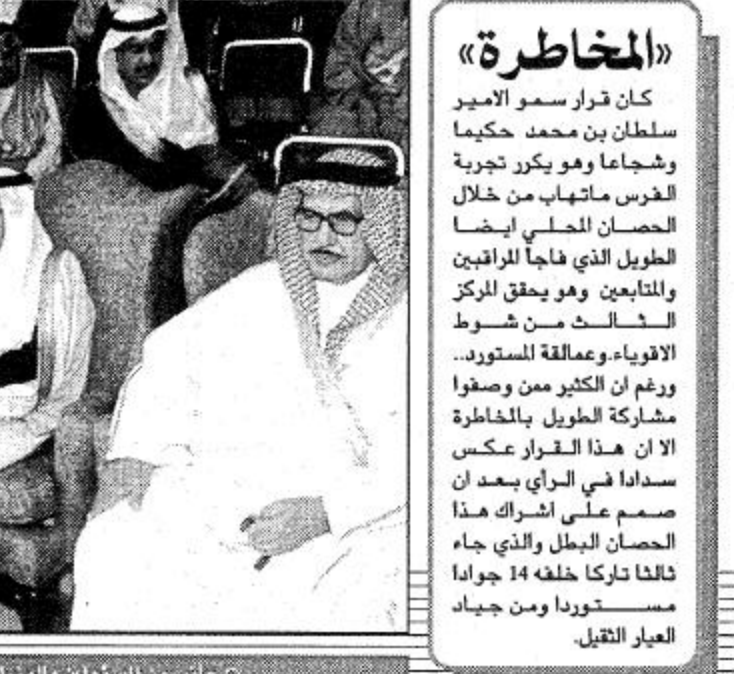 «المخاطرة»
كان قرار سمو الامير
سلطان بن محمد حكيما
وشجاعا وهو يكرر تجربة
الفرس ماتهاب من خلال
الحصان المحلي ايضا
الطويل الذي فاجأ المراقبين
والمتابعين وهو يحقق المركز
الثالث من شوط
الاقوياء.وعمالقة المستورد..
ورغم ان الكثير ممن وصفوا
مشاركة الطويل بالمخاطرة
الا ان هذا القرار عكس
سدادا في الرأي بعد ان
صمم على اشراك هذا
الحصان البطل والذي جاء
ثالثا تاركا خلفه 14 جوادا
مستوردا ومن جياد
العيار الثقيل.